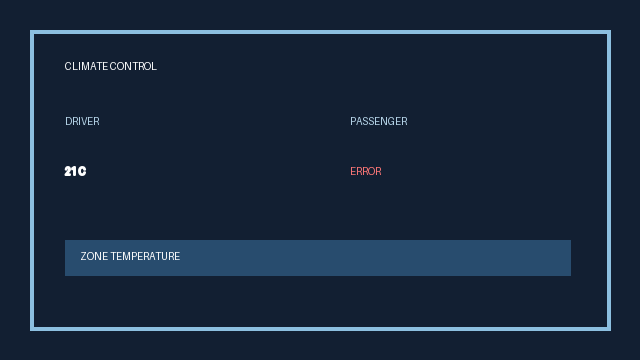 CLIMATE CONTROL
DRIVER PASSENGER
21C ERROR
ZONE TEMPERATURE